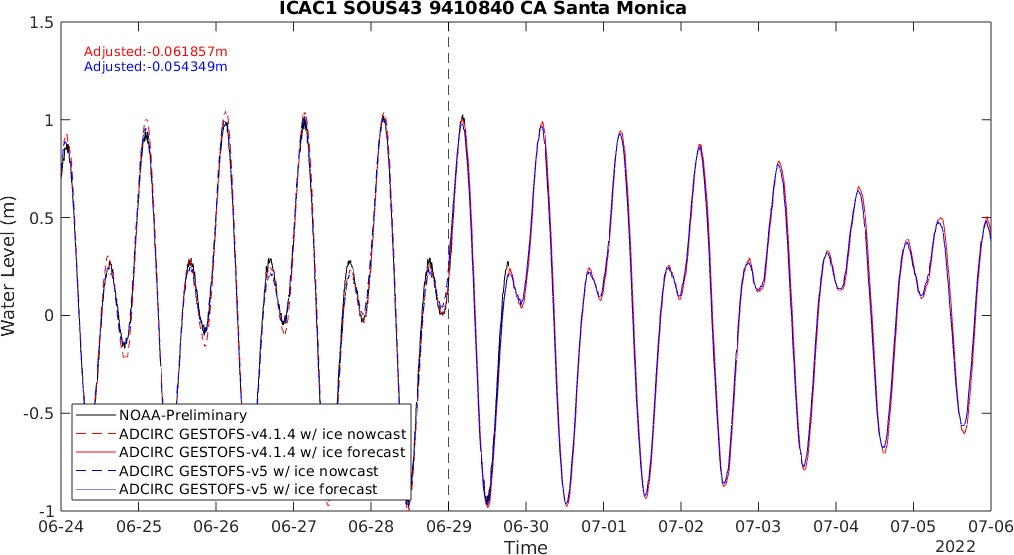 ICAC1 SOUS43 9410840 CA Santa Monica
Adjusted:-0.061857m
Adjusted:-0.054349m
1.5
1
0.5
0
-0.5
-1
Water Level (m)
NOAA-Preliminary
ADCIRC GESTOFS-v4.1.4 w/ ice nowcast
ADCIRC GESTOFS-v4.1.4 w/ ice forecast
ADCIRC GESTOFS-v5 w/ ice nowcast
ADCIRC GESTOFS-v5 w/ ice forecast
06-24 06-25 06-26 06-27 06-28 06-29 06-30 07-01 07-02 07-03 07-04 07-05 07-06
Time
2022